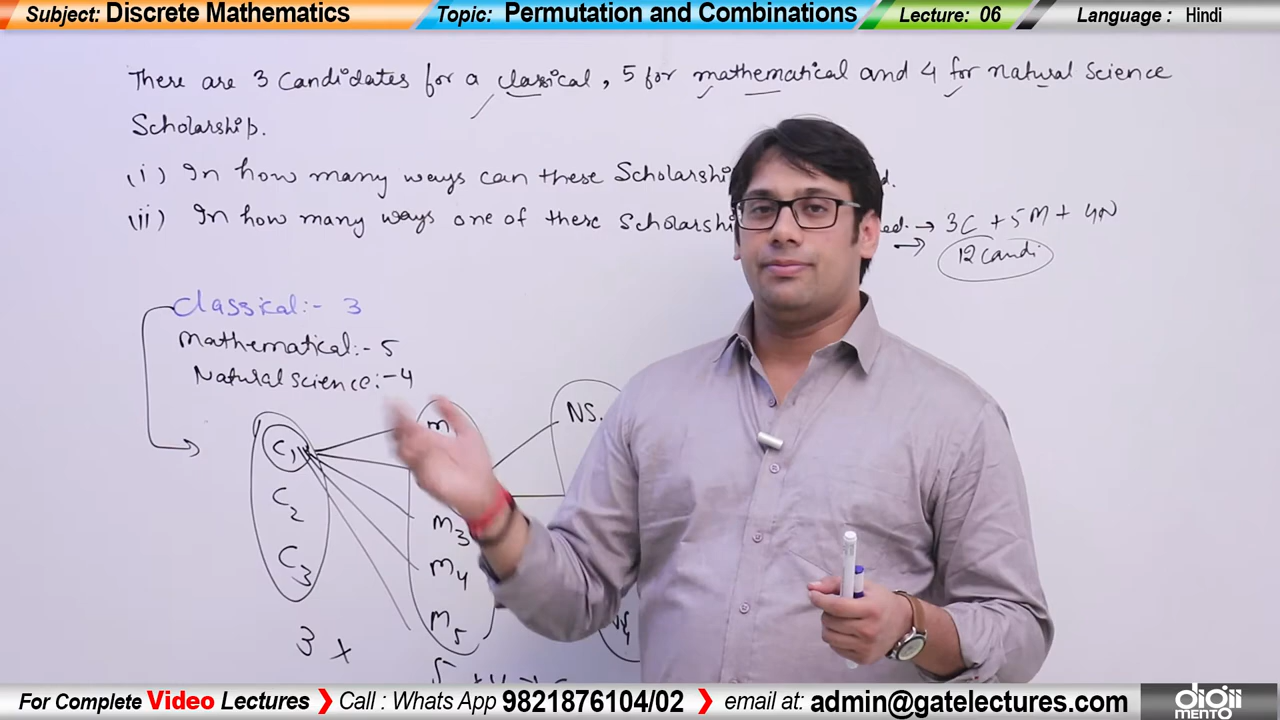 Subject: Discrete Mathematics Topic: Permutation and Combinations Lecture: 06 Language : Hindi
There are 3 candidates for a classical, 5 for mathematical and 4 for natural science
Scholarship.
(i) In how many ways can these Scholarshi d.
(ii) In how many ways one of these Scholarshi ed. → 3C + 5M + 4N
→ 12 candi
Classical:- 3
Mathematical:- 5
Natural science:- 4
C1 m NS.
C2 m3
C3 m4
m5
3 x 5
For Complete Video Lectures ❯ Call : Whats App 9821876104/02 ❯ email at: admin@gatelectures.com digii MENTO